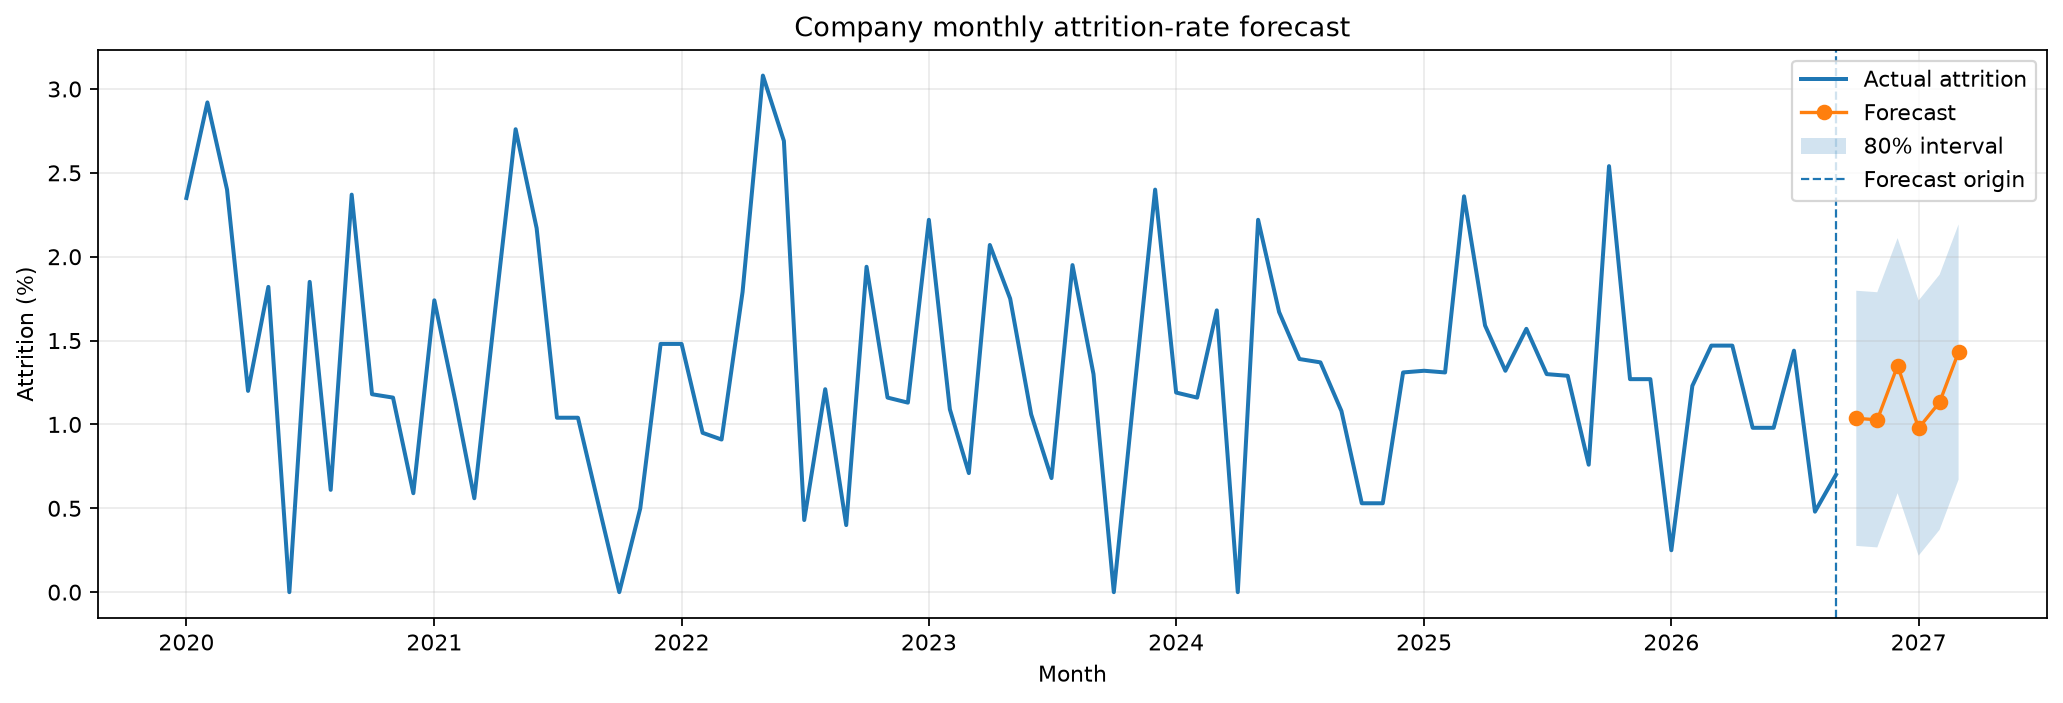 Company monthly attrition-rate forecast
Actual attrition
Forecast
80% interval
Forecast origin
Attrition (%)
3.0
2.5
2.0
1.5
1.0
0.5
0.0
2020 2021 2022 2023 2024 2025 2026 2027
Month